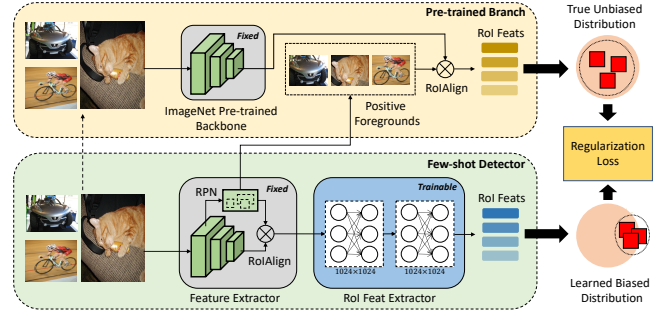 Pre-trained Branch
Fixed
ImageNet Pre-trained
Backbone
Positive
Foregrounds
RoIAlign
RoI Feats
True Unbiased
Distribution
Regularization
Loss
Few-shot Detector
RPN
Fixed
RoIAlign
Feature Extractor
Trainable
1024×1024
1024×1024
RoI Feat Extractor
RoI Feats
Learned Biased
Distribution